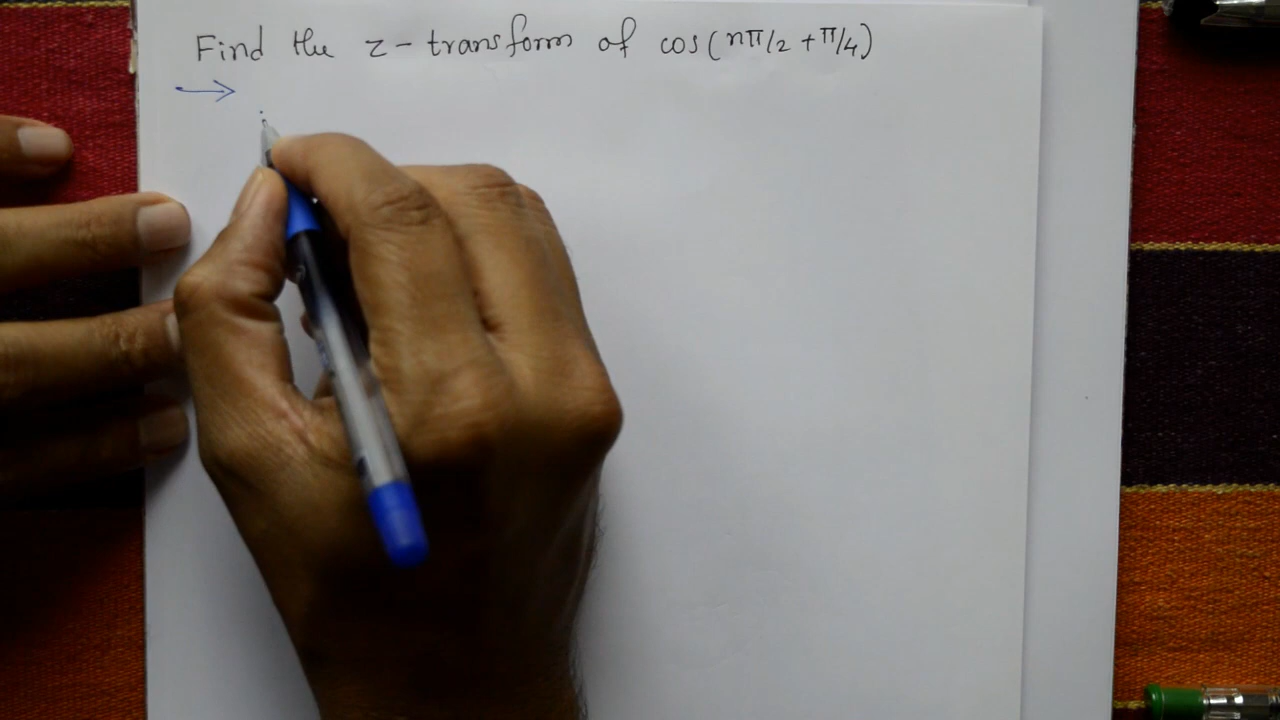 Find the z-transform of cos(nπ/2 + π/4)